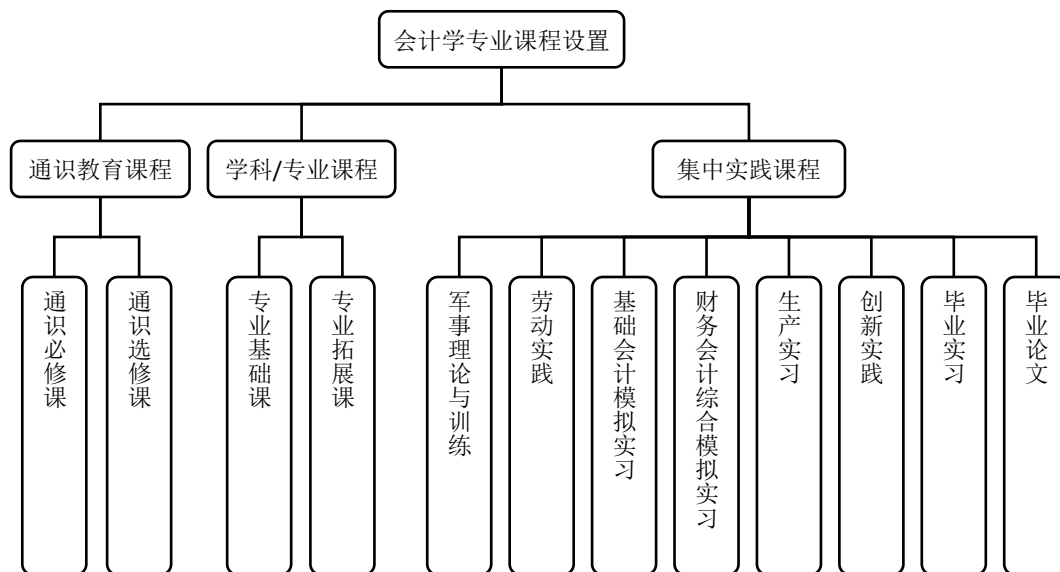 会计学专业课程设置
通识教育课程
学科/专业课程
集中实践课程
通识必修课
通识选修课
专业基础课
专业拓展课
军事理论与训练
劳动实践
基础会计模拟实习
财务会计综合模拟实习
生产实习
创新实践
毕业实习
毕业论文